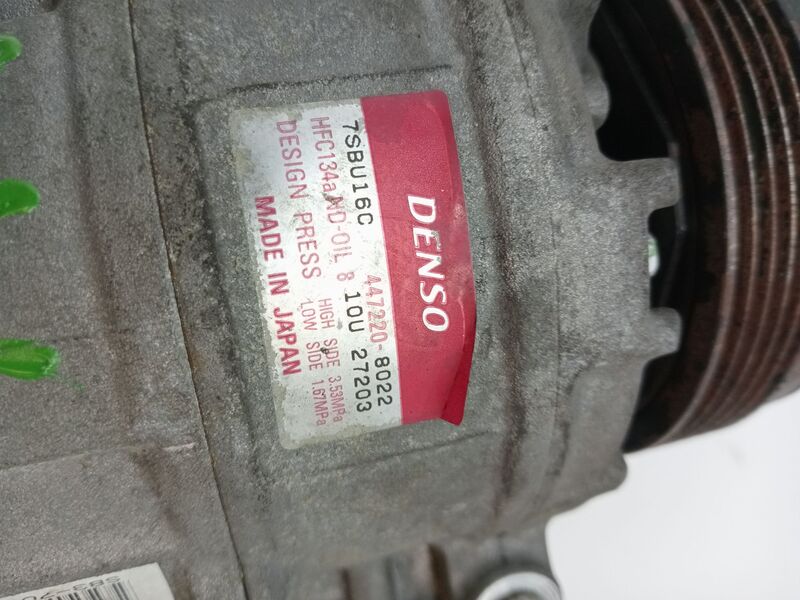 DENSO
7SBU16C 447220-8022
HFC134a ND-OIL 8 10U 27203
DESIGN PRESS HIGH SIDE 3.53MPa
LOW SIDE 1.67MPa
MADE IN JAPAN